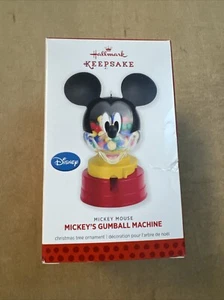 Hallmark
KEEPSAKE
Disney
MICKEY MOUSE
MICKEY'S GUMBALL MACHINE
christmas tree ornament | décoration pour l'arbre de noël